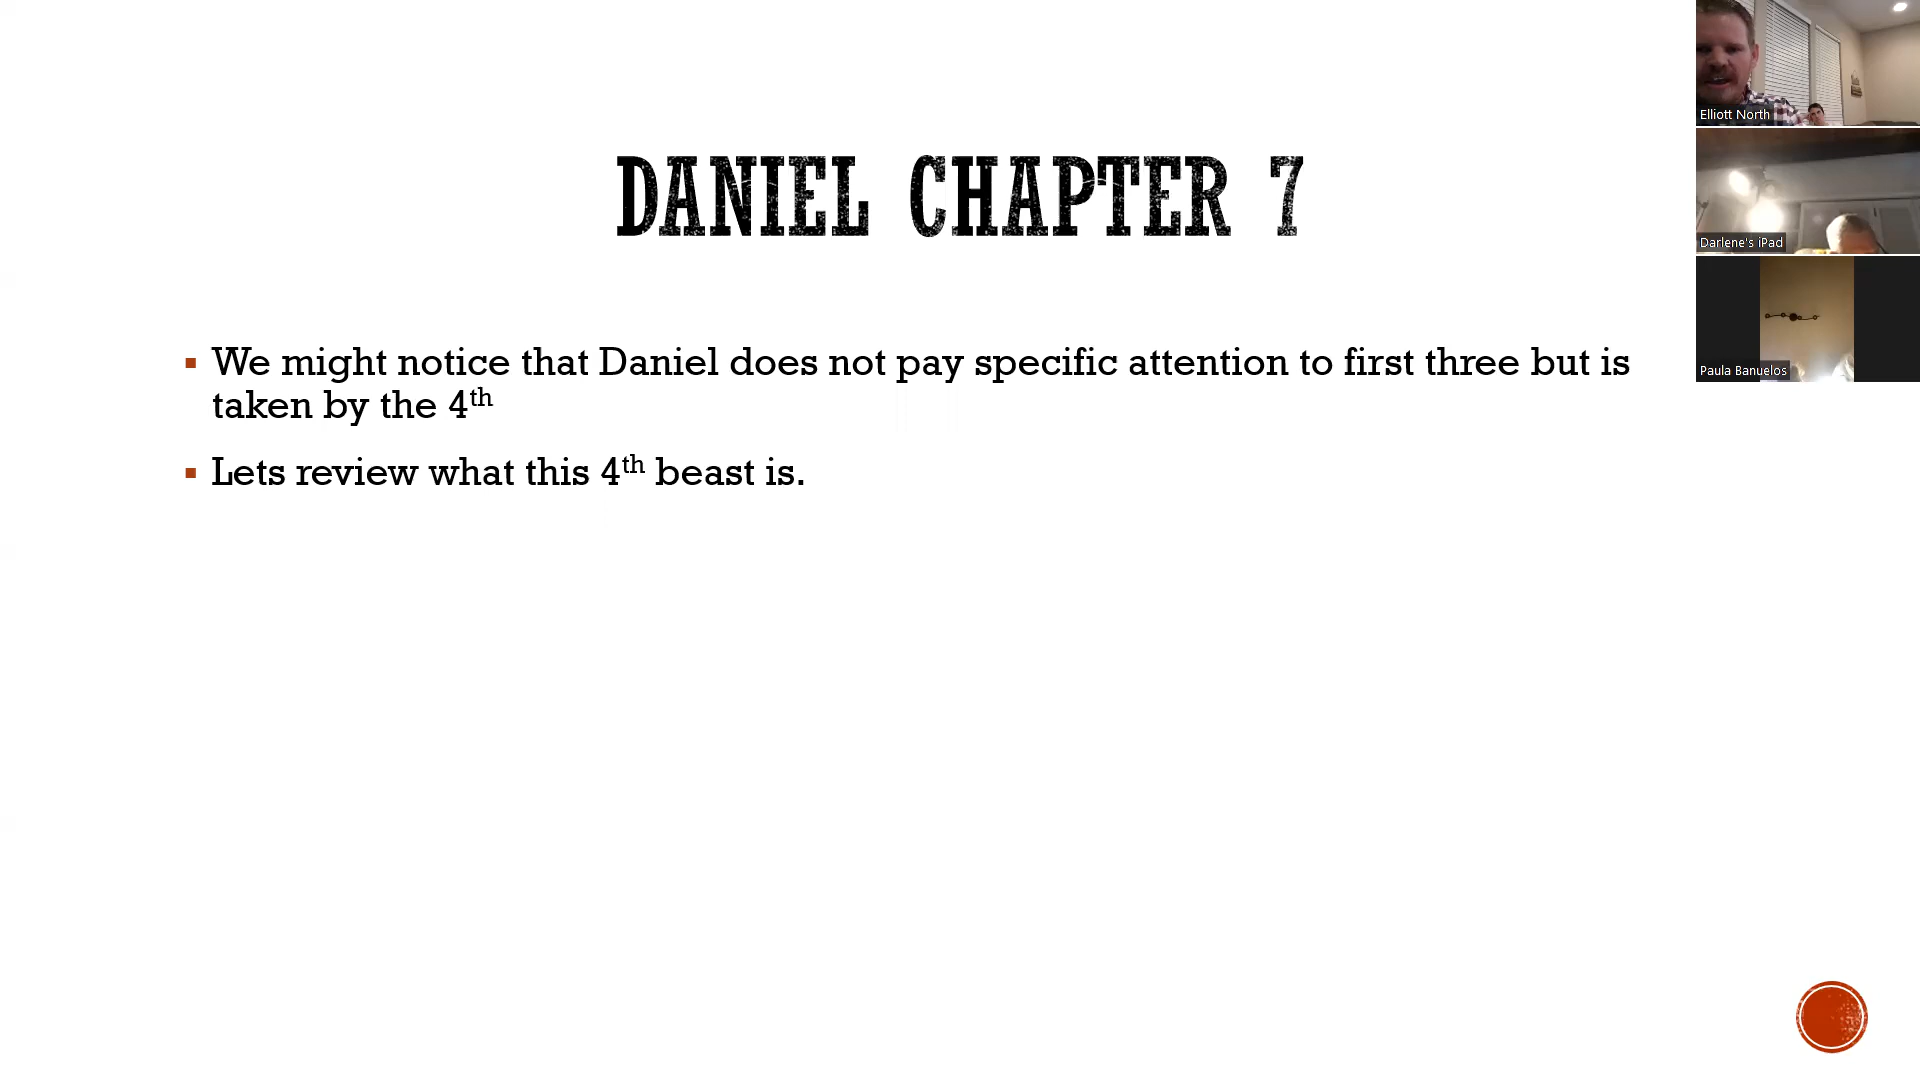 DANIEL CHAPTER 7
▪ We might notice that Daniel does not pay specific attention to first three but is
taken by the 4th
▪ Lets review what this 4th beast is.
Elliott North
Darlene's iPad
Paula Banuelos